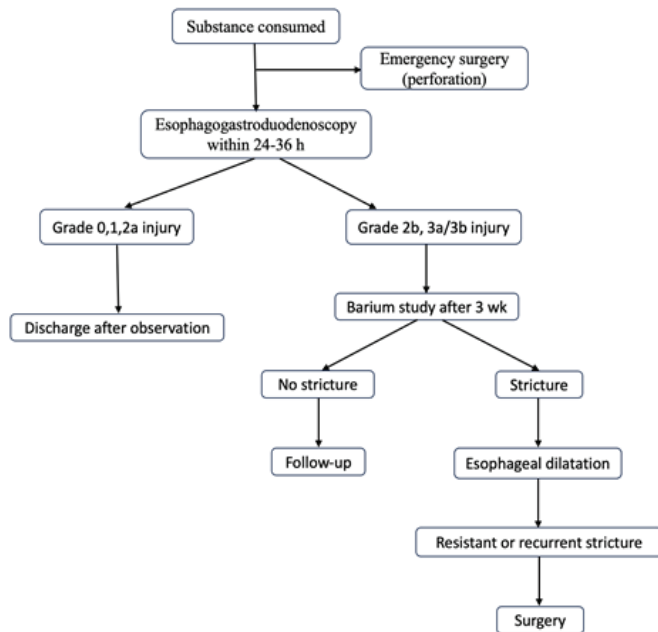 Substance consumed
Emergency surgery
(perforation)
Esophagogastroduodenoscopy
within 24-36 h
Grade 0,1,2a injury
Grade 2b, 3a/3b injury
Discharge after observation
Barium study after 3 wk
No stricture
Stricture
Follow-up
Esophageal dilatation
Resistant or recurrent stricture
Surgery